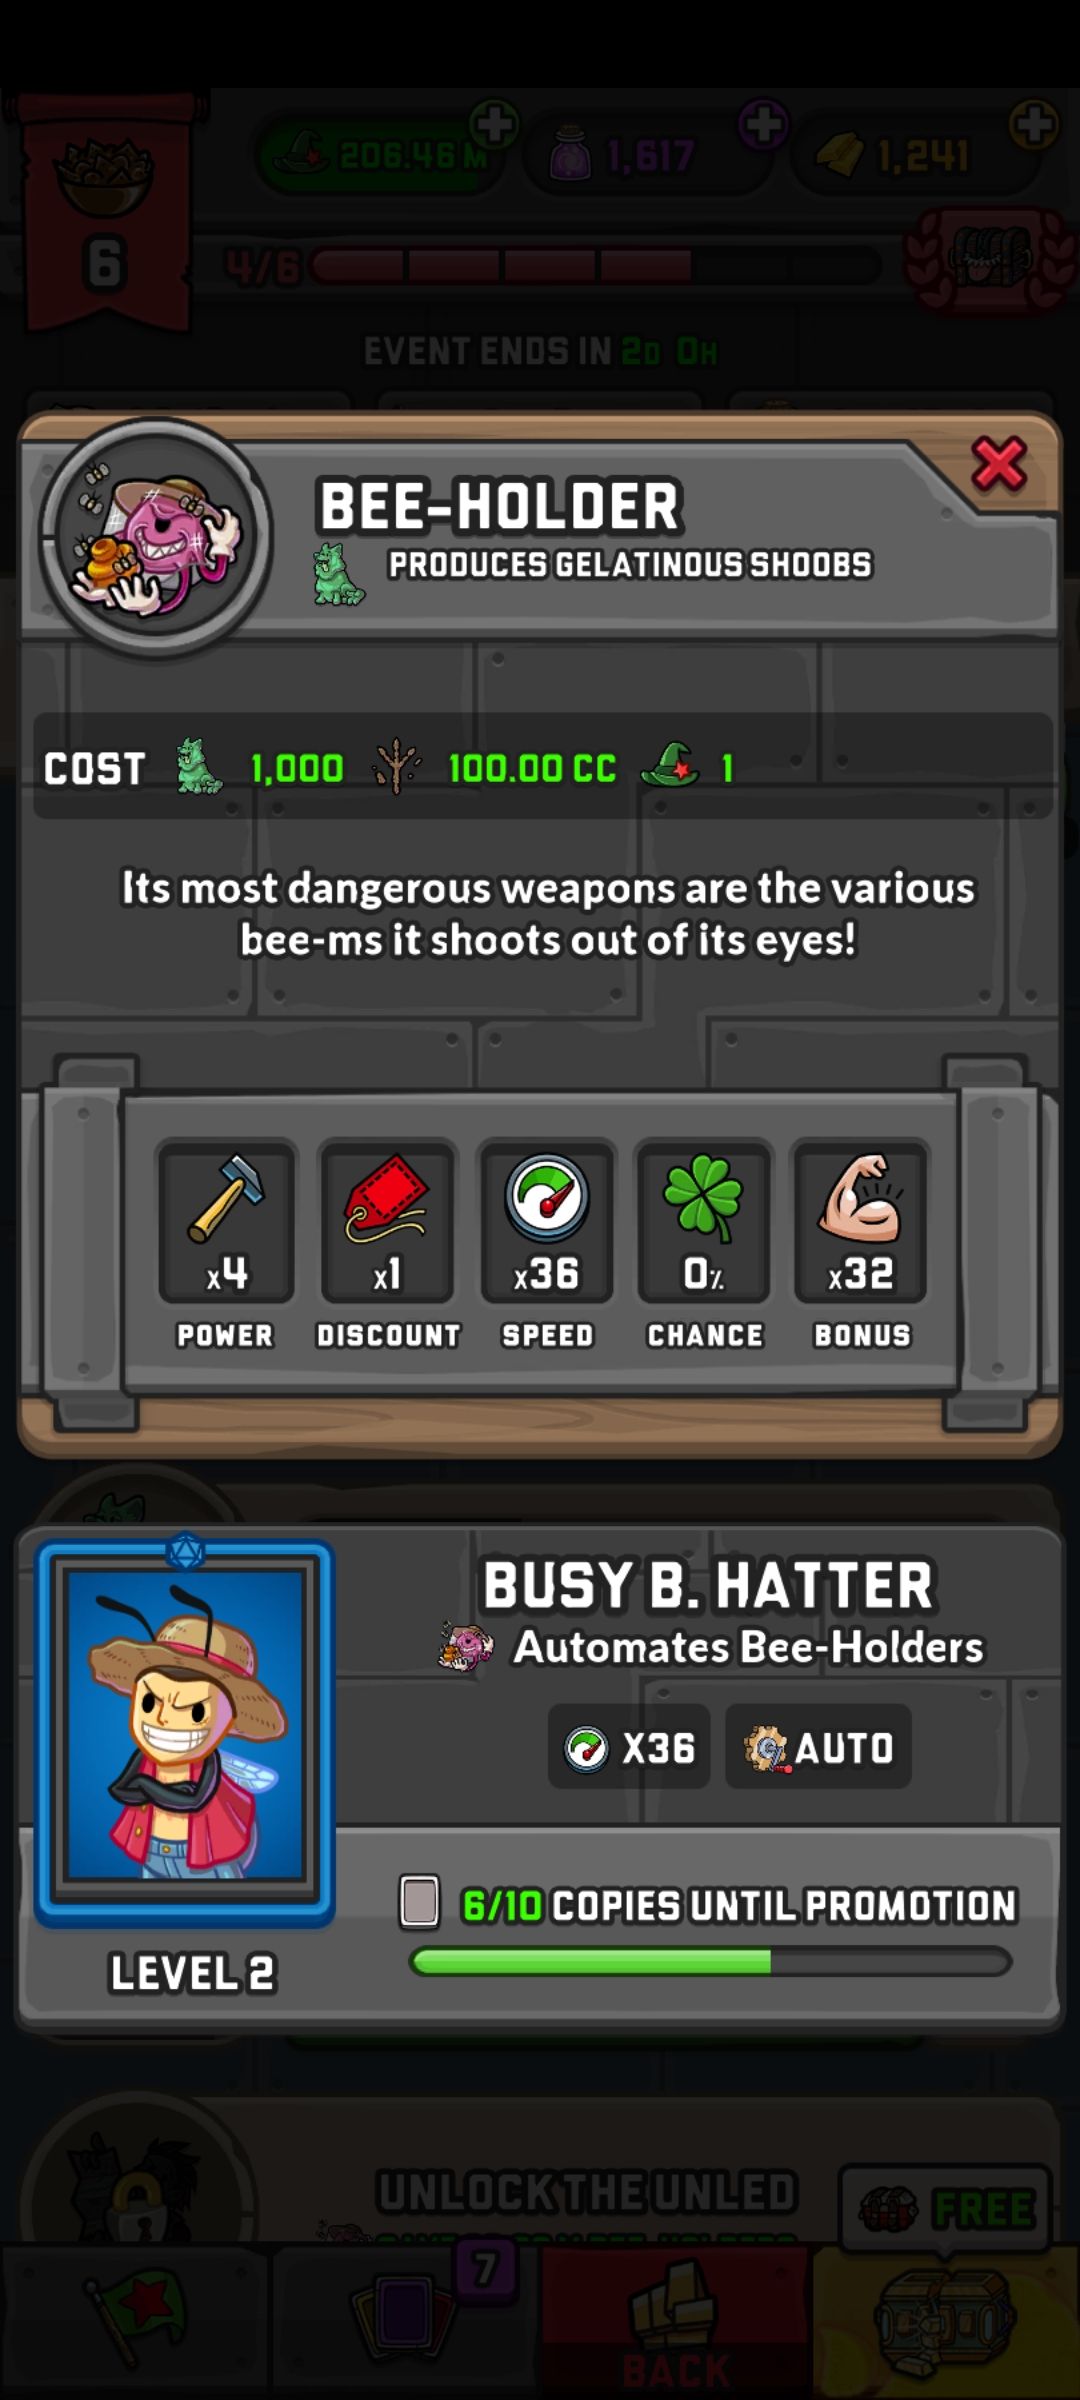 206.46 M
1,617
1,241
6
4/6
EVENT ENDS IN 2D 0H
BEE-HOLDER
PRODUCES GELATINOUS SHOOBS
COST 1,000 100.00 CC 1
Its most dangerous weapons are the various
bee-ms it shoots out of its eyes!
x4 x1 x36 0% x32
POWER DISCOUNT SPEED CHANCE BONUS
BUSY B. HATTER
Automates Bee-Holders
X36 AUTO
6/10 COPIES UNTIL PROMOTION
LEVEL 2
UNLOCK THE UNLED
FREE
7
BACK